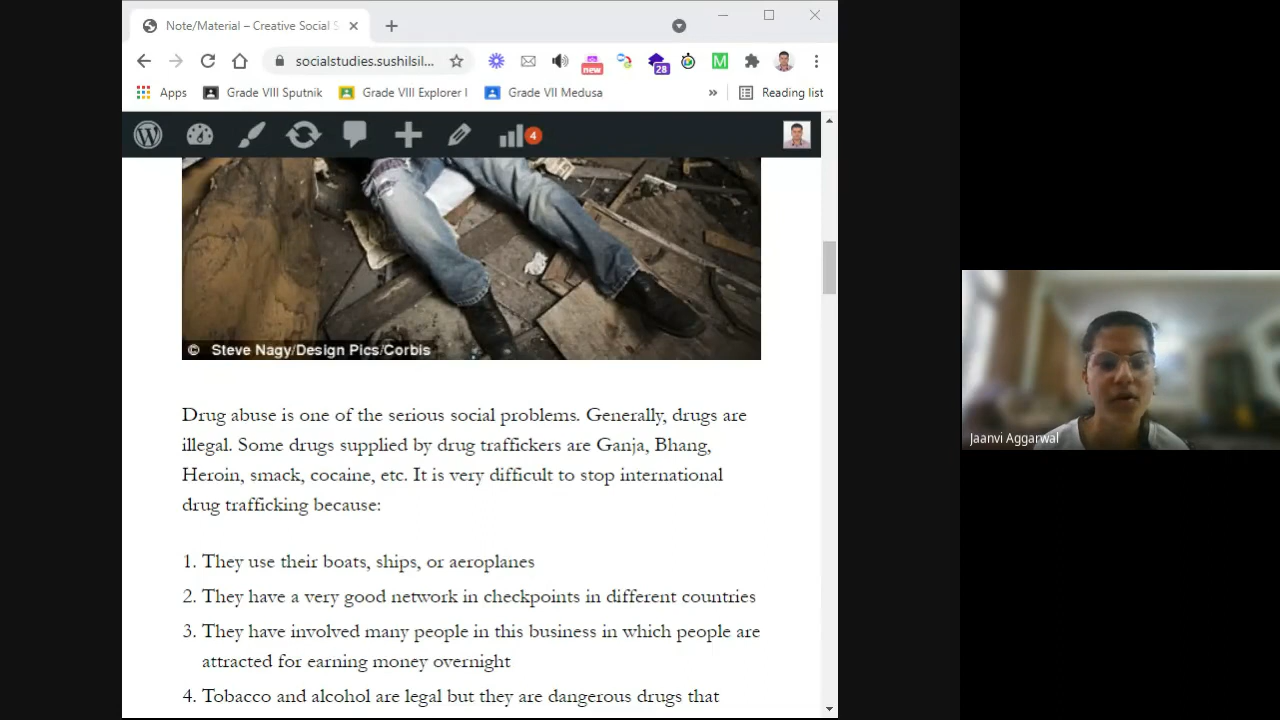 Note/Material – Creative Social S
socialstudies.sushilsil...
new
28
M
Apps
Grade VIII Sputnik
Grade VIII Explorer I
Grade VII Medusa
»
Reading list
4
© Steve Nagy/Design Pics/Corbis
Jaanvi Aggarwal
Drug abuse is one of the serious social problems. Generally, drugs are
illegal. Some drugs supplied by drug traffickers are Ganja, Bhang,
Heroin, smack, cocaine, etc. It is very difficult to stop international
drug trafficking because:
1. They use their boats, ships, or aeroplanes
2. They have a very good network in checkpoints in different countries
3. They have involved many people in this business in which people are
attracted for earning money overnight
4. Tobacco and alcohol are legal but they are dangerous drugs that